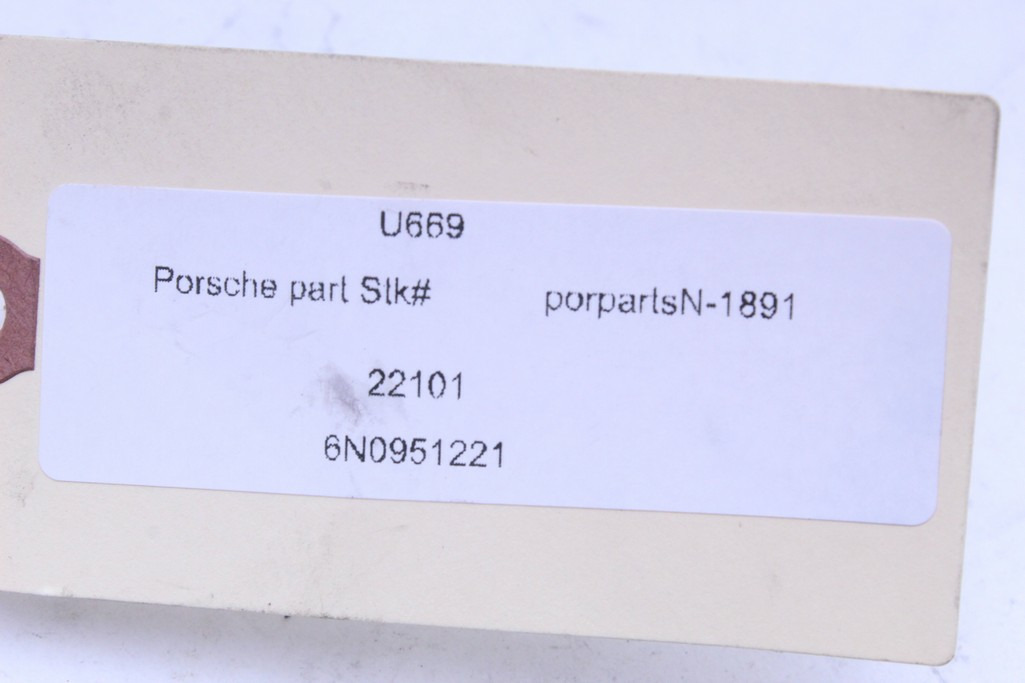 U669
Porsche part Stk# porpartsN-1891
22101
6N0951221